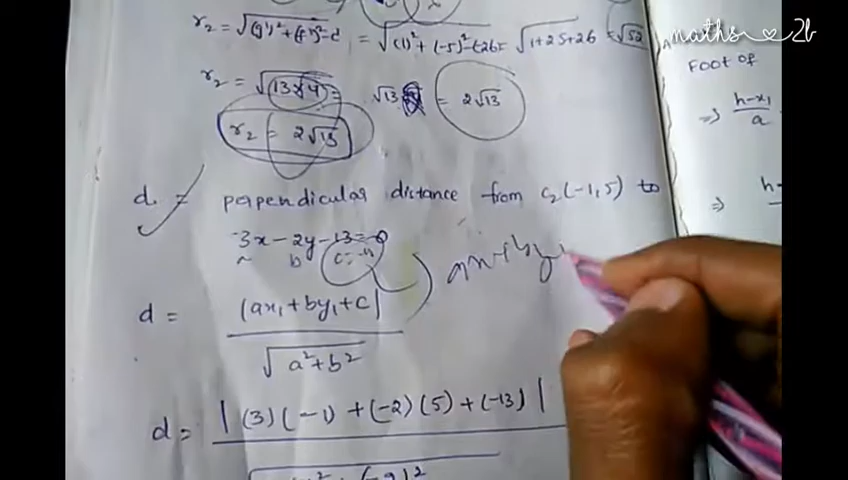 maths ♡ 2b
r₂ = √(g')²+(f')²-c' = √(1)²+(-5)²-(-26) = √1+25+26 = √52
r₂ = √13×4 = √13 = 2√13
r₂ = 2√13
d. = perpendicular distance from c₂(-1,5) to
3x - 2y - 13 = 0
a b c = -13
ax+by+
d = |ax₁+by₁+c|
√a²+b²
d = |(3)(-1)+(-2)(5)+(-13)|
Foot of
⇒ h-x₁
a
⇒ h-